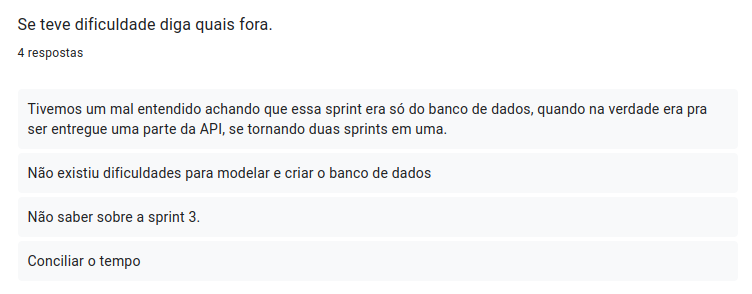 Se teve dificuldade diga quais fora.
4 respostas
Tivemos um mal entendido achando que essa sprint era só do banco de dados, quando na verdade era pra
ser entregue uma parte da API, se tornando duas sprints em uma.
Não existiu dificuldades para modelar e criar o banco de dados
Não saber sobre a sprint 3.
Conciliar o tempo